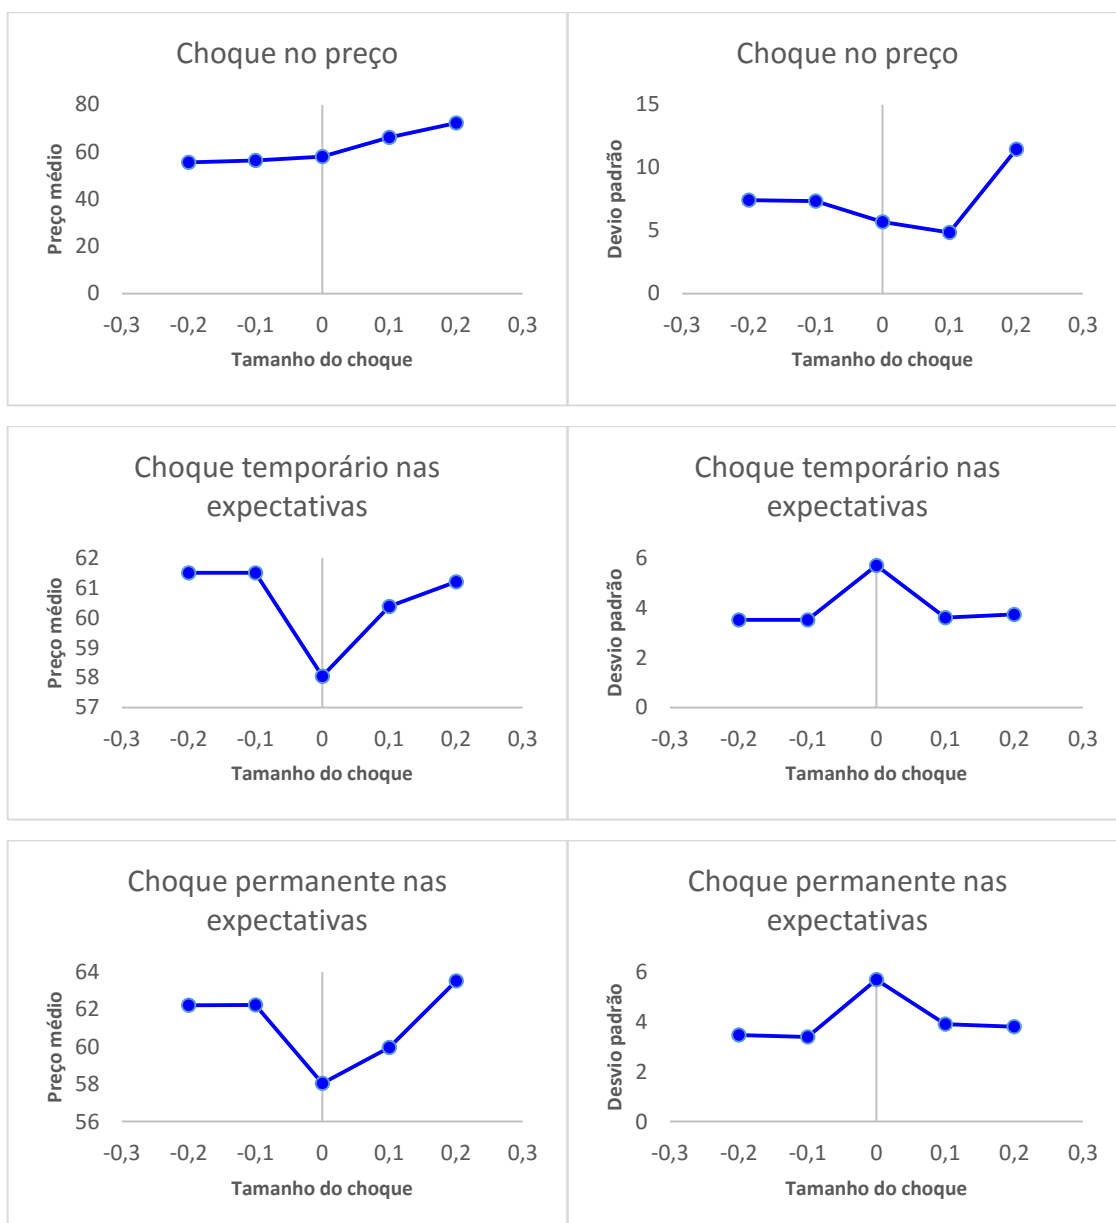 Choque no preço
80
60
40
20
0
Preço médio
-0,3 -0,2 -0,1 0 0,1 0,2 0,3
Tamanho do choque
Choque no preço
15
10
5
0
Devio padrão
-0,3 -0,2 -0,1 0 0,1 0,2 0,3
Tamanho do choque
Choque temporário nas
expectativas
62
61
60
59
58
57
Preço médio
-0,3 -0,2 -0,1 0 0,1 0,2 0,3
Tamanho do choque
Choque temporário nas
expectativas
6
4
2
0
Desvio padrão
-0,3 -0,2 -0,1 0 0,1 0,2 0,3
Tamanho do choque
Choque permanente nas
expectativas
64
62
60
58
56
Preço médio
-0,3 -0,2 -0,1 0 0,1 0,2 0,3
Tamanho do choque
Choque permanente nas
expectativas
6
4
2
0
Desvio padrão
-0,3 -0,2 -0,1 0 0,1 0,2 0,3
Tamanho do choque